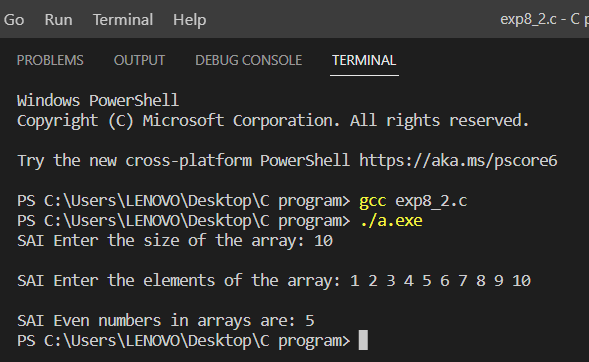 Go Run Terminal Help exp8_2.c - C p
PROBLEMS OUTPUT DEBUG CONSOLE TERMINAL
Windows PowerShell
Copyright (C) Microsoft Corporation. All rights reserved.
Try the new cross-platform PowerShell https://aka.ms/pscore6
PS C:\Users\LENOVO\Desktop\C program> gcc exp8_2.c
PS C:\Users\LENOVO\Desktop\C program> ./a.exe
SAI Enter the size of the array: 10
SAI Enter the elements of the array: 1 2 3 4 5 6 7 8 9 10
SAI Even numbers in arrays are: 5
PS C:\Users\LENOVO\Desktop\C program>